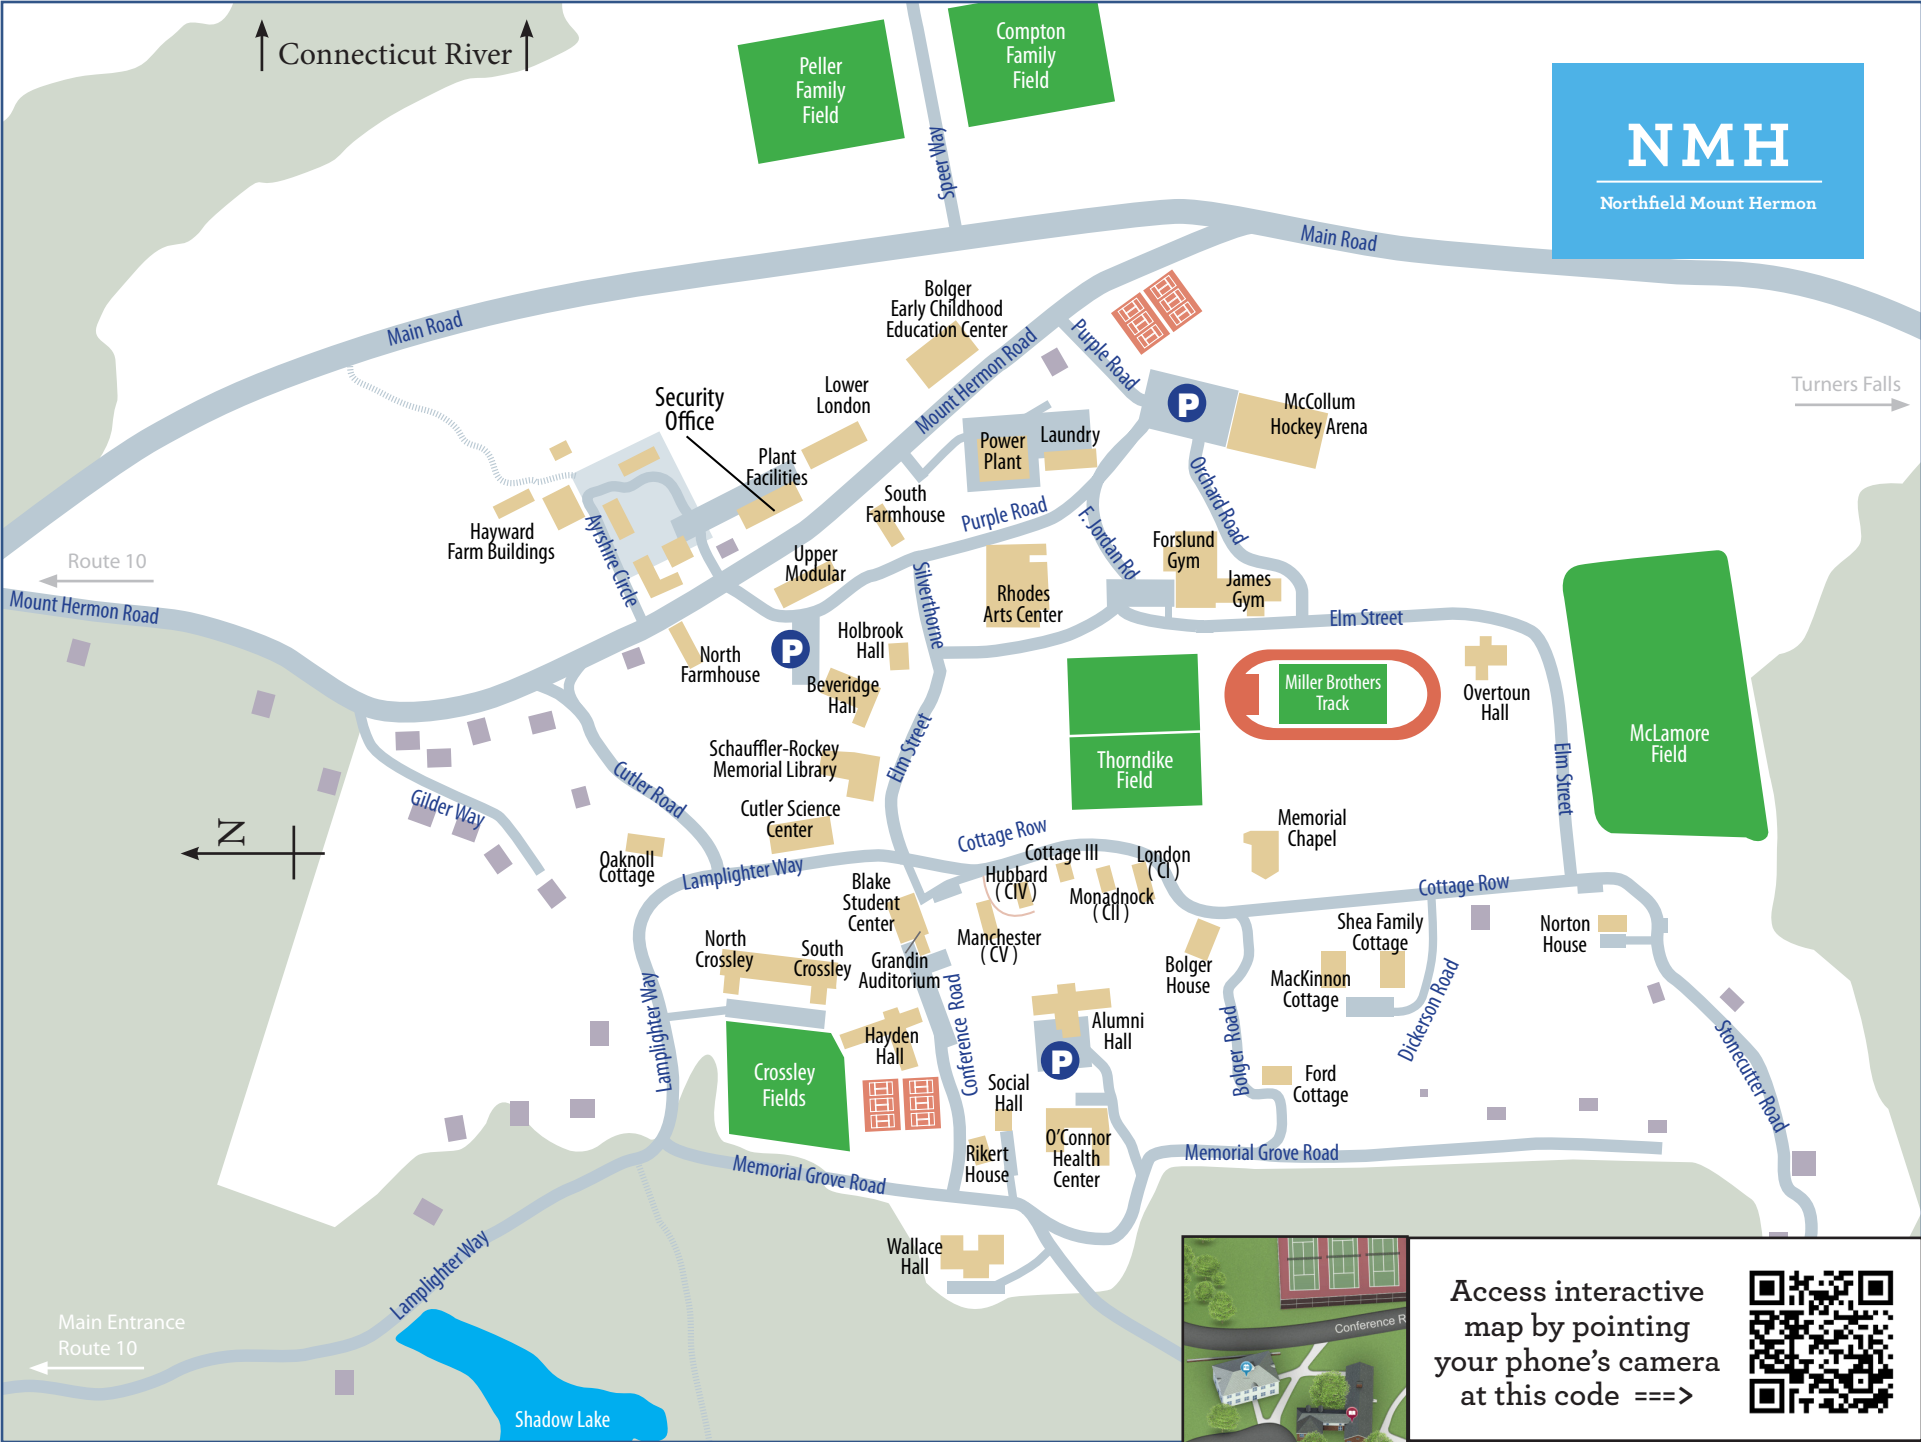 Connecticut River
Peller
Family
Field
Compton
Family
Field
Speer Way
NMH
Northfield Mount Hermon
Main Road
Main Road
Turners Falls
Bolger
Early Childhood
Education Center
Mount Hermon Road
Purple Road
P
McCollum
Hockey Arena
Security
Office
Lower
London
Plant
Facilities
Power
Plant
Laundry
South
Farmhouse
Purple Road
Orchard Road
F. Jordan Rd
Hayward
Farm Buildings
Ayrshire Circle
Upper
Modular
Forslund
Gym
James
Gym
Route 10
Mount Hermon Road
Silverthorne
Rhodes
Arts Center
Elm Street
North
Farmhouse
P
Holbrook
Hall
Beveridge
Hall
Miller Brothers
Track
Overtoun
Hall
McLamore
Field
Elm Street
Elm Street
Schauffler-Rockey
Memorial Library
Thorndike
Field
Cutler Road
Gilder Way
N
Cutler Science
Center
Cottage Row
Memorial
Chapel
Oaknoll
Cottage
Lamplighter Way
Blake
Student
Center
Cottage III
Hubbard
( CIV )
London
( CI )
Monadnock
( CII )
Manchester
( CV )
Cottage Row
Shea Family
Cottage
Norton
House
North
Crossley
South
Crossley
Grandin
Auditorium
Bolger
House
MacKinnon
Cottage
Dickerson Road
Lamplighter Way
Conference Road
Hayden
Hall
Alumni
Hall
P
Bolger Road
Stonecutter Road
Crossley
Fields
Social
Hall
Ford
Cottage
O'Connor
Health
Center
Rikert
House
Memorial Grove Road
Memorial Grove Road
Wallace
Hall
Lamplighter Way
Main Entrance
Route 10
Shadow Lake
Conference R
Access interactive
map by pointing
your phone's camera
at this code ===>